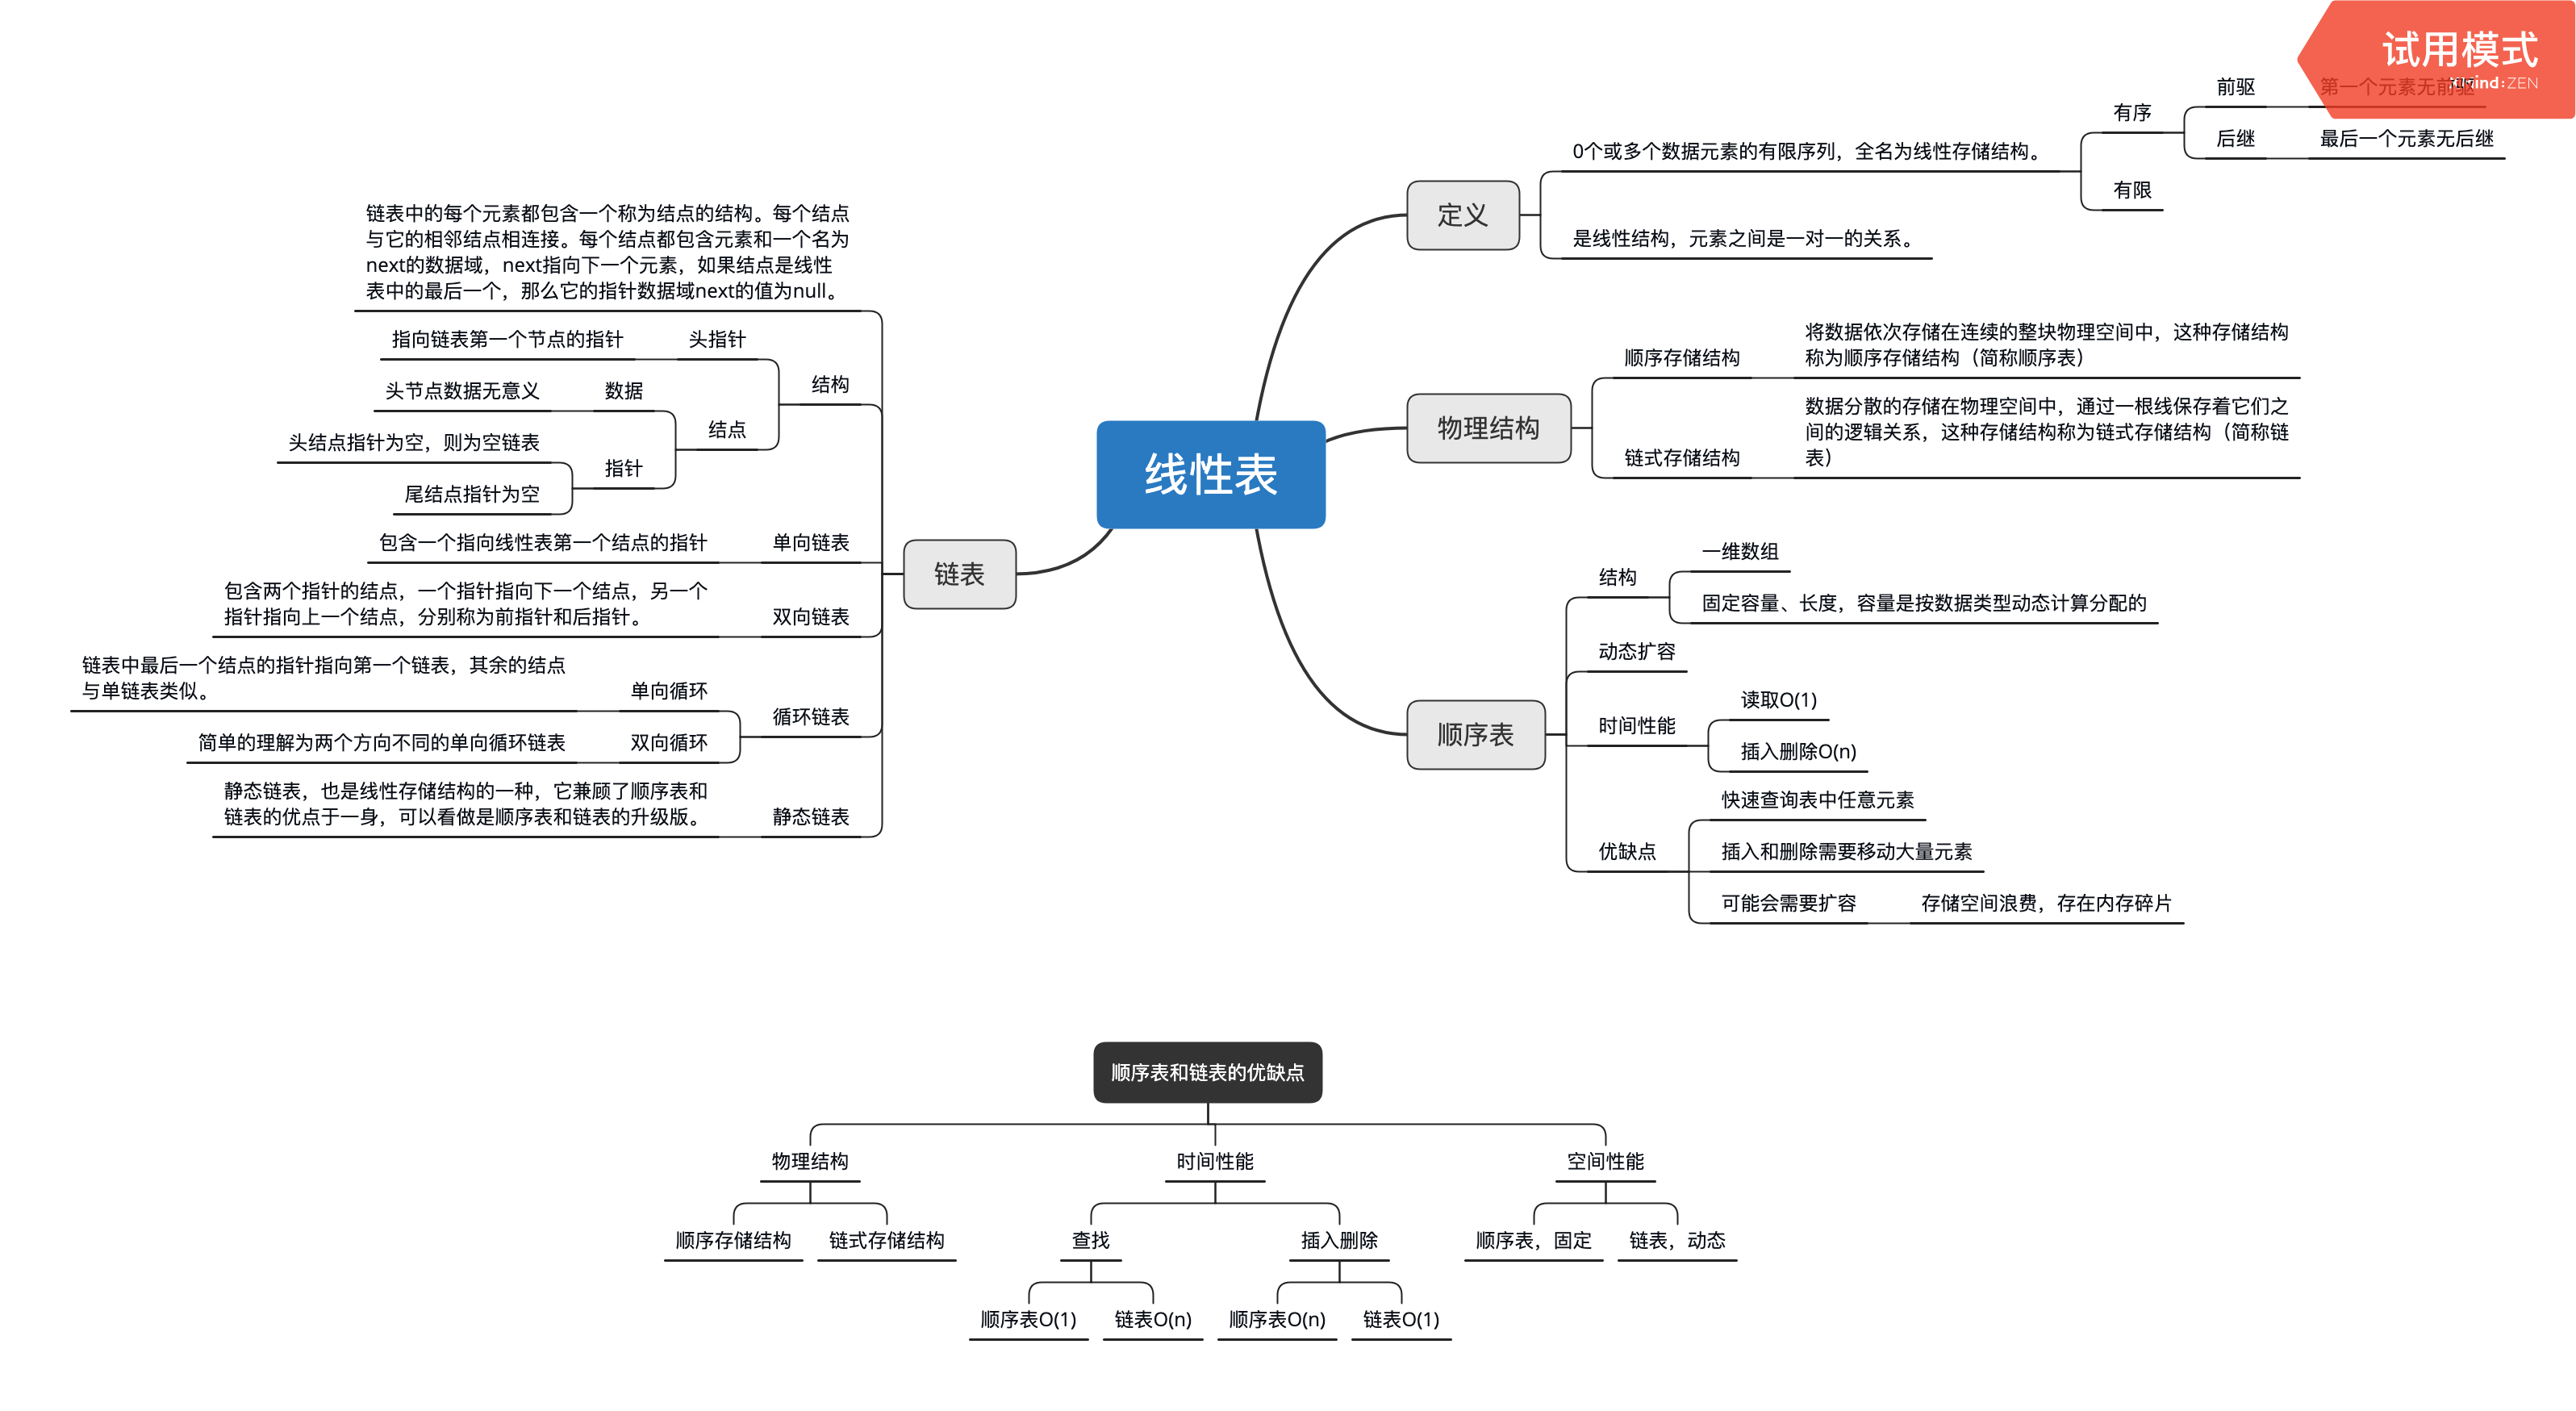 试用模式
XMind:ZEN
线性表
定义
0个或多个数据元素的有限序列，全名为线性存储结构。
有序
前驱
第一个元素无前驱
后继
最后一个元素无后继
有限
是线性结构，元素之间是一对一的关系。
物理结构
顺序存储结构
将数据依次存储在连续的整块物理空间中，这种存储结构
称为顺序存储结构（简称顺序表）
链式存储结构
数据分散的存储在物理空间中，通过一根线保存着它们之
间的逻辑关系，这种存储结构称为链式存储结构（简称链
表）
顺序表
结构
一维数组
固定容量、长度，容量是按数据类型动态计算分配的
动态扩容
时间性能
读取O(1)
插入删除O(n)
优缺点
快速查询表中任意元素
插入和删除需要移动大量元素
可能会需要扩容
存储空间浪费，存在内存碎片
链表
链表中的每个元素都包含一个称为结点的结构。每个结点
与它的相邻结点相连接。每个结点都包含元素和一个名为
next的数据域，next指向下一个元素，如果结点是线性
表中的最后一个，那么它的指针数据域next的值为null。
结构
头指针
指向链表第一个节点的指针
结点
数据
头节点数据无意义
指针
头结点指针为空，则为空链表
尾结点指针为空
单向链表
包含一个指向线性表第一个结点的指针
双向链表
包含两个指针的结点，一个指针指向下一个结点，另一个
指针指向上一个结点，分别称为前指针和后指针。
循环链表
单向循环
链表中最后一个结点的指针指向第一个链表，其余的结点
与单链表类似。
双向循环
简单的理解为两个方向不同的单向循环链表
静态链表
静态链表，也是线性存储结构的一种，它兼顾了顺序表和
链表的优点于一身，可以看做是顺序表和链表的升级版。
顺序表和链表的优缺点
物理结构
时间性能
空间性能
顺序存储结构
链式存储结构
查找
插入删除
顺序表，固定
链表，动态
顺序表O(1)
链表O(n)
顺序表O(n)
链表O(1)